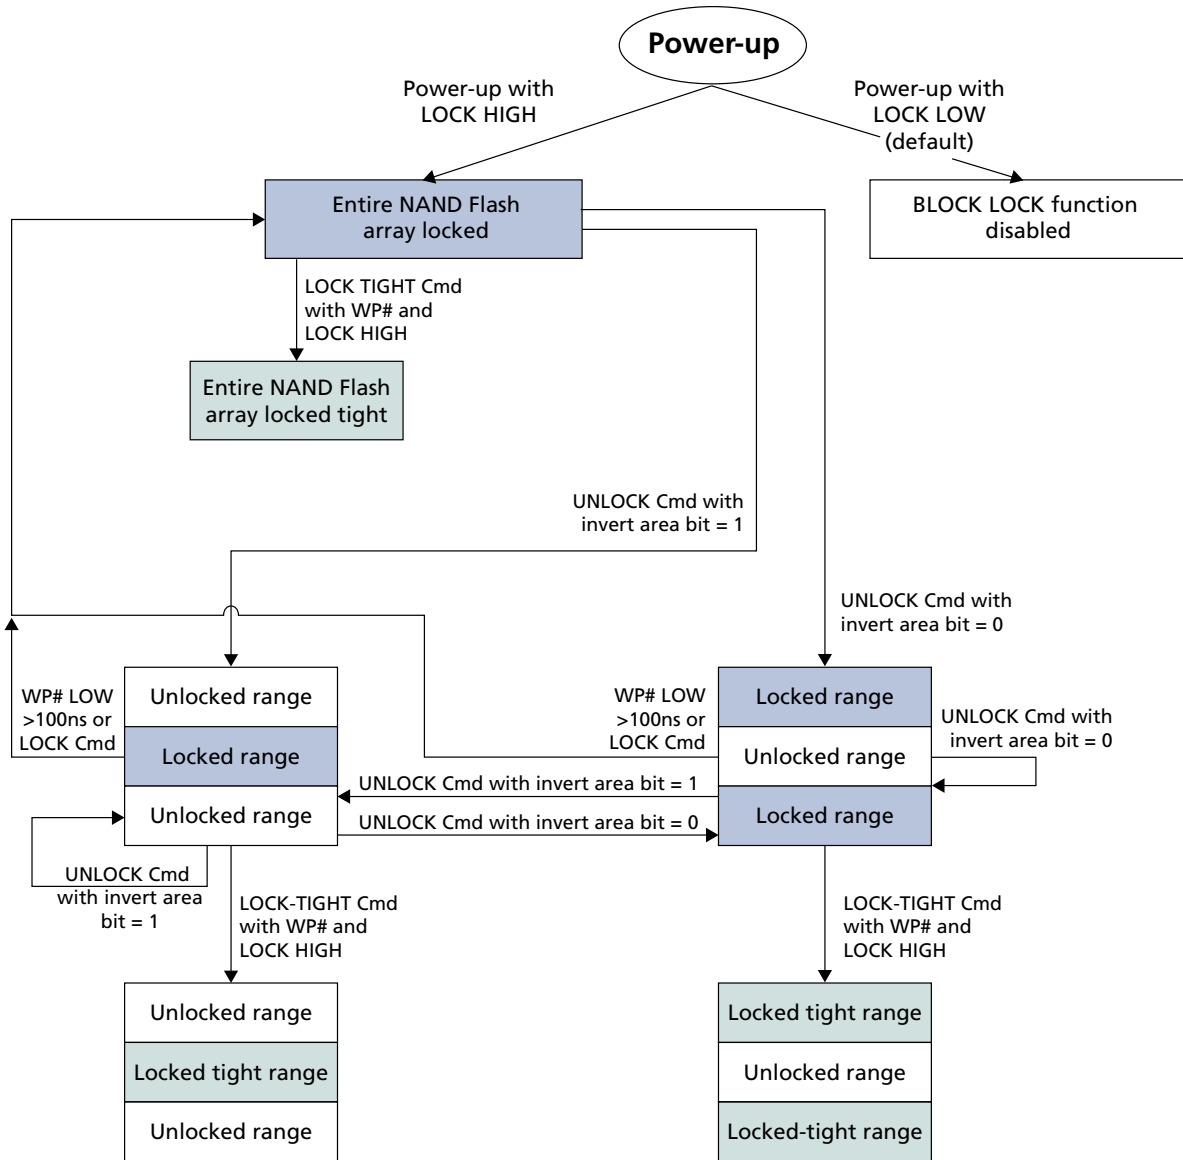 Power-up
Power-up with
LOCK HIGH
Power-up with
LOCK LOW
(default)
Entire NAND Flash
array locked
BLOCK LOCK function
disabled
LOCK TIGHT Cmd
with WP# and
LOCK HIGH
Entire NAND Flash
array locked tight
UNLOCK Cmd with
invert area bit = 1
UNLOCK Cmd with
invert area bit = 0
WP# LOW
>100ns or
LOCK Cmd
Unlocked range
Locked range
Unlocked range
WP# LOW
>100ns or
LOCK Cmd
Locked range
Unlocked range
Locked range
UNLOCK Cmd with
invert area bit = 0
UNLOCK Cmd with invert area bit = 1
UNLOCK Cmd with invert area bit = 0
UNLOCK Cmd
with invert area
bit = 1
LOCK-TIGHT Cmd
with WP# and
LOCK HIGH
LOCK-TIGHT Cmd
with WP# and
LOCK HIGH
Unlocked range
Locked tight range
Unlocked range
Locked tight range
Unlocked range
Locked-tight range